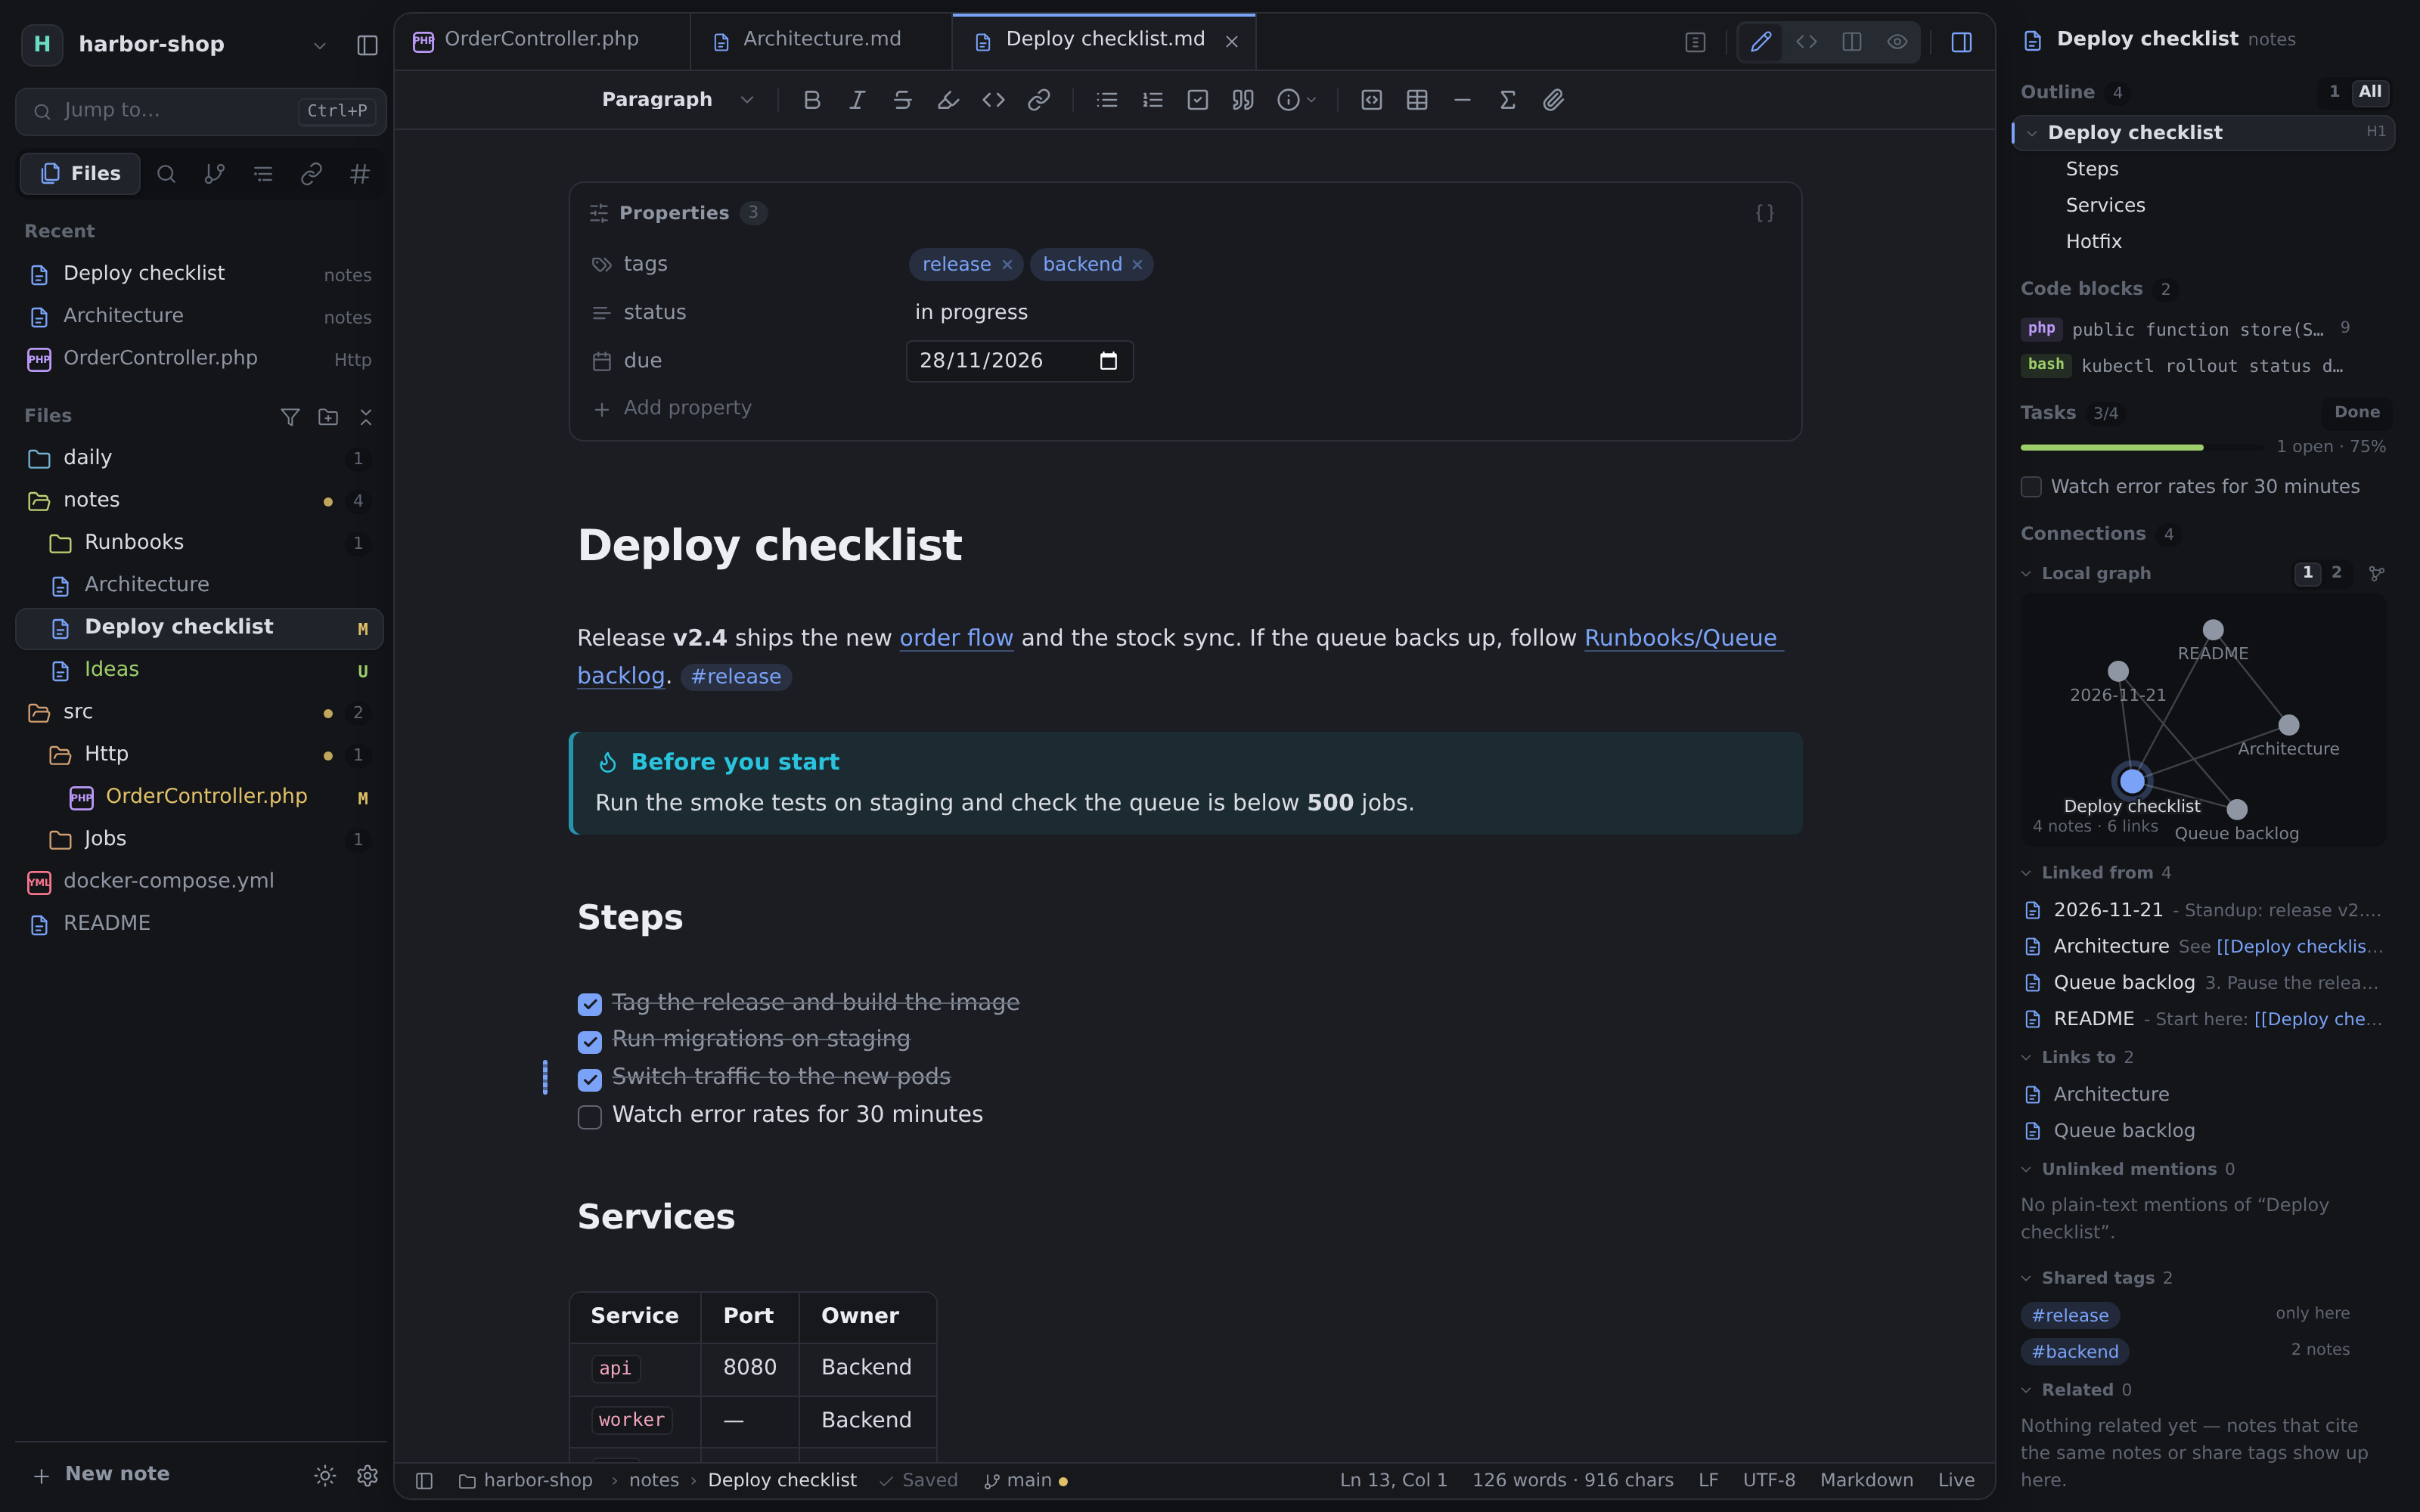 H harbor-shop
Jump to... Ctrl+P
Files
Recent
Deploy checklist notes
Architecture notes
PHP OrderController.php Http
Files
daily 1
notes 4
Runbooks 1
Architecture
Deploy checklist M
Ideas U
src 2
Http 1
PHP OrderController.php M
Jobs 1
YML docker-compose.yml
README
New note
PHP OrderController.php
Architecture.md
Deploy checklist.md
Paragraph
Properties 3
tags release backend
status in progress
due 28/11/2026
Add property
Deploy checklist
Release v2.4 ships the new order flow and the stock sync. If the queue backs up, follow Runbooks/Queue
backlog. #release
Before you start
Run the smoke tests on staging and check the queue is below 500 jobs.
Steps
Tag the release and build the image
Run migrations on staging
Switch traffic to the new pods
Watch error rates for 30 minutes
Services
Service Port Owner
api 8080 Backend
worker — Backend
harbor-shop › notes › Deploy checklist Saved main
Ln 13, Col 1 126 words · 916 chars LF UTF-8 Markdown Live
Deploy checklist notes
Outline 4 1 All
Deploy checklist H1
Steps
Services
Hotfix
Code blocks 2
php public function store(S… 9
bash kubectl rollout status d…
Tasks 3/4 Done
1 open · 75%
Watch error rates for 30 minutes
Connections 4
Local graph 1 2
README
2026-11-21
Architecture
Deploy checklist
4 notes · 6 links
Queue backlog
Linked from 4
2026-11-21 - Standup: release v2.…
Architecture See [[Deploy checklis…
Queue backlog 3. Pause the relea…
README - Start here: [[Deploy che…
Links to 2
Architecture
Queue backlog
Unlinked mentions 0
No plain-text mentions of “Deploy
checklist”.
Shared tags 2
#release only here
#backend 2 notes
Related 0
Nothing related yet — notes that cite
the same notes or share tags show up
here.